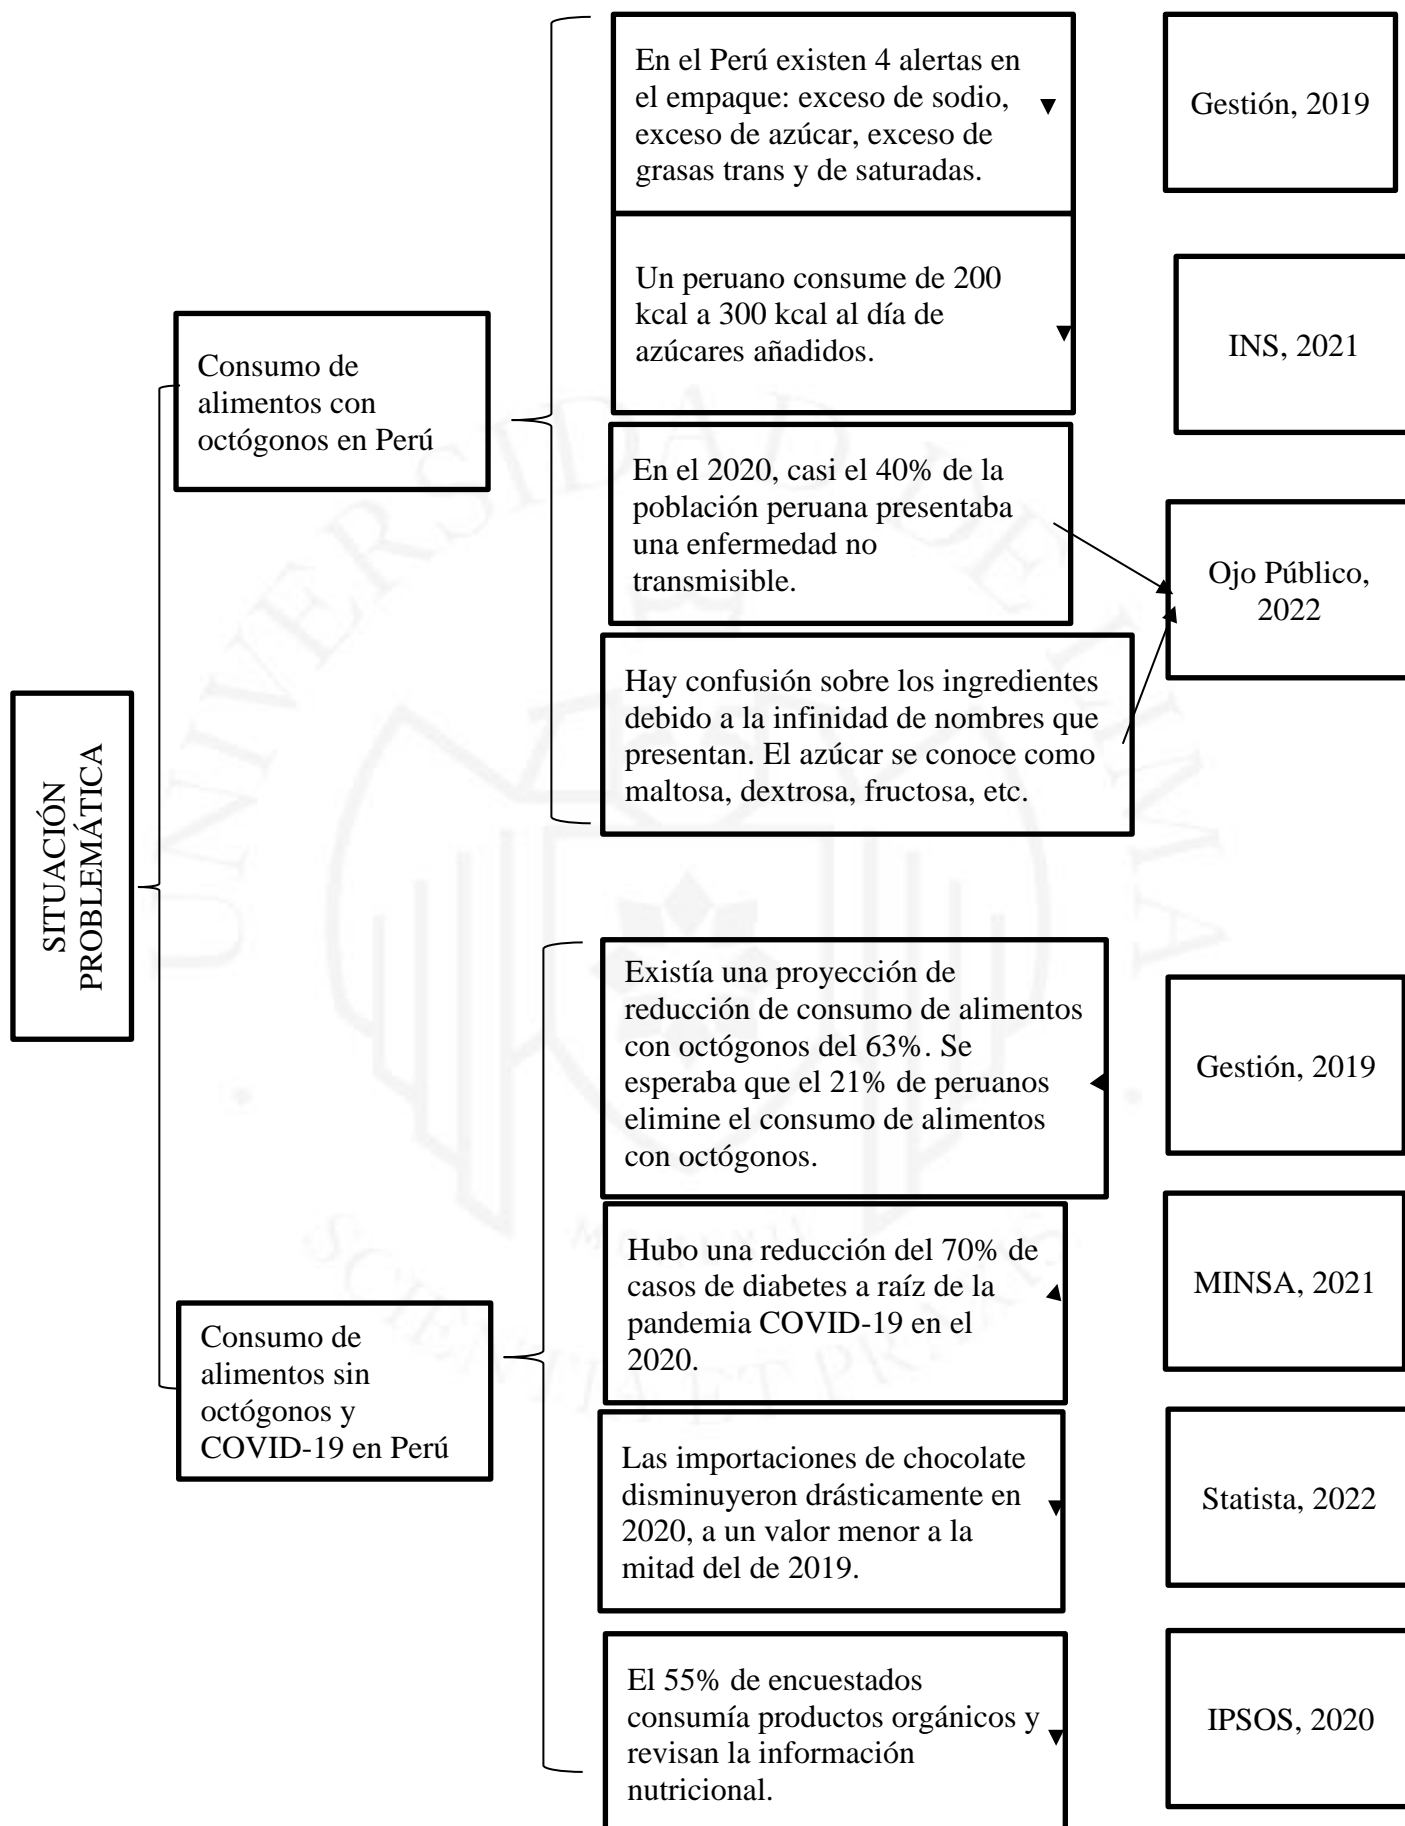 En el Perú existen 4 alertas en
el empaque: exceso de sodio,
exceso de azúcar, exceso de
grasas trans y de saturadas.
Gestión, 2019
Un peruano consume de 200
kcal a 300 kcal al día de
azúcares añadidos.
INS, 2021
Consumo de
alimentos con
octógonos en Perú
En el 2020, casi el 40% de la
población peruana presentaba
una enfermedad no
transmisible.
Ojo Público,
2022
Hay confusión sobre los ingredientes
debido a la infinidad de nombres que
presentan. El azúcar se conoce como
maltosa, dextrosa, fructosa, etc.
SITUACIÓN
PROBLEMÁTICA
Existía una proyección de
reducción de consumo de alimentos
con octógonos del 63%. Se
esperaba que el 21% de peruanos
elimine el consumo de alimentos
con octógonos.
Gestión, 2019
Hubo una reducción del 70% de
casos de diabetes a raíz de la
pandemia COVID-19 en el
2020.
MINSA, 2021
Consumo de
alimentos sin
octógonos y
COVID-19 en Perú
Las importaciones de chocolate
disminuyeron drásticamente en
2020, a un valor menor a la
mitad del de 2019.
Statista, 2022
El 55% de encuestados
consumía productos orgánicos y
revisan la información
nutricional.
IPSOS, 2020
UNIVERSIDAD DE LIMA
SCIENTIA ET PRAXIS